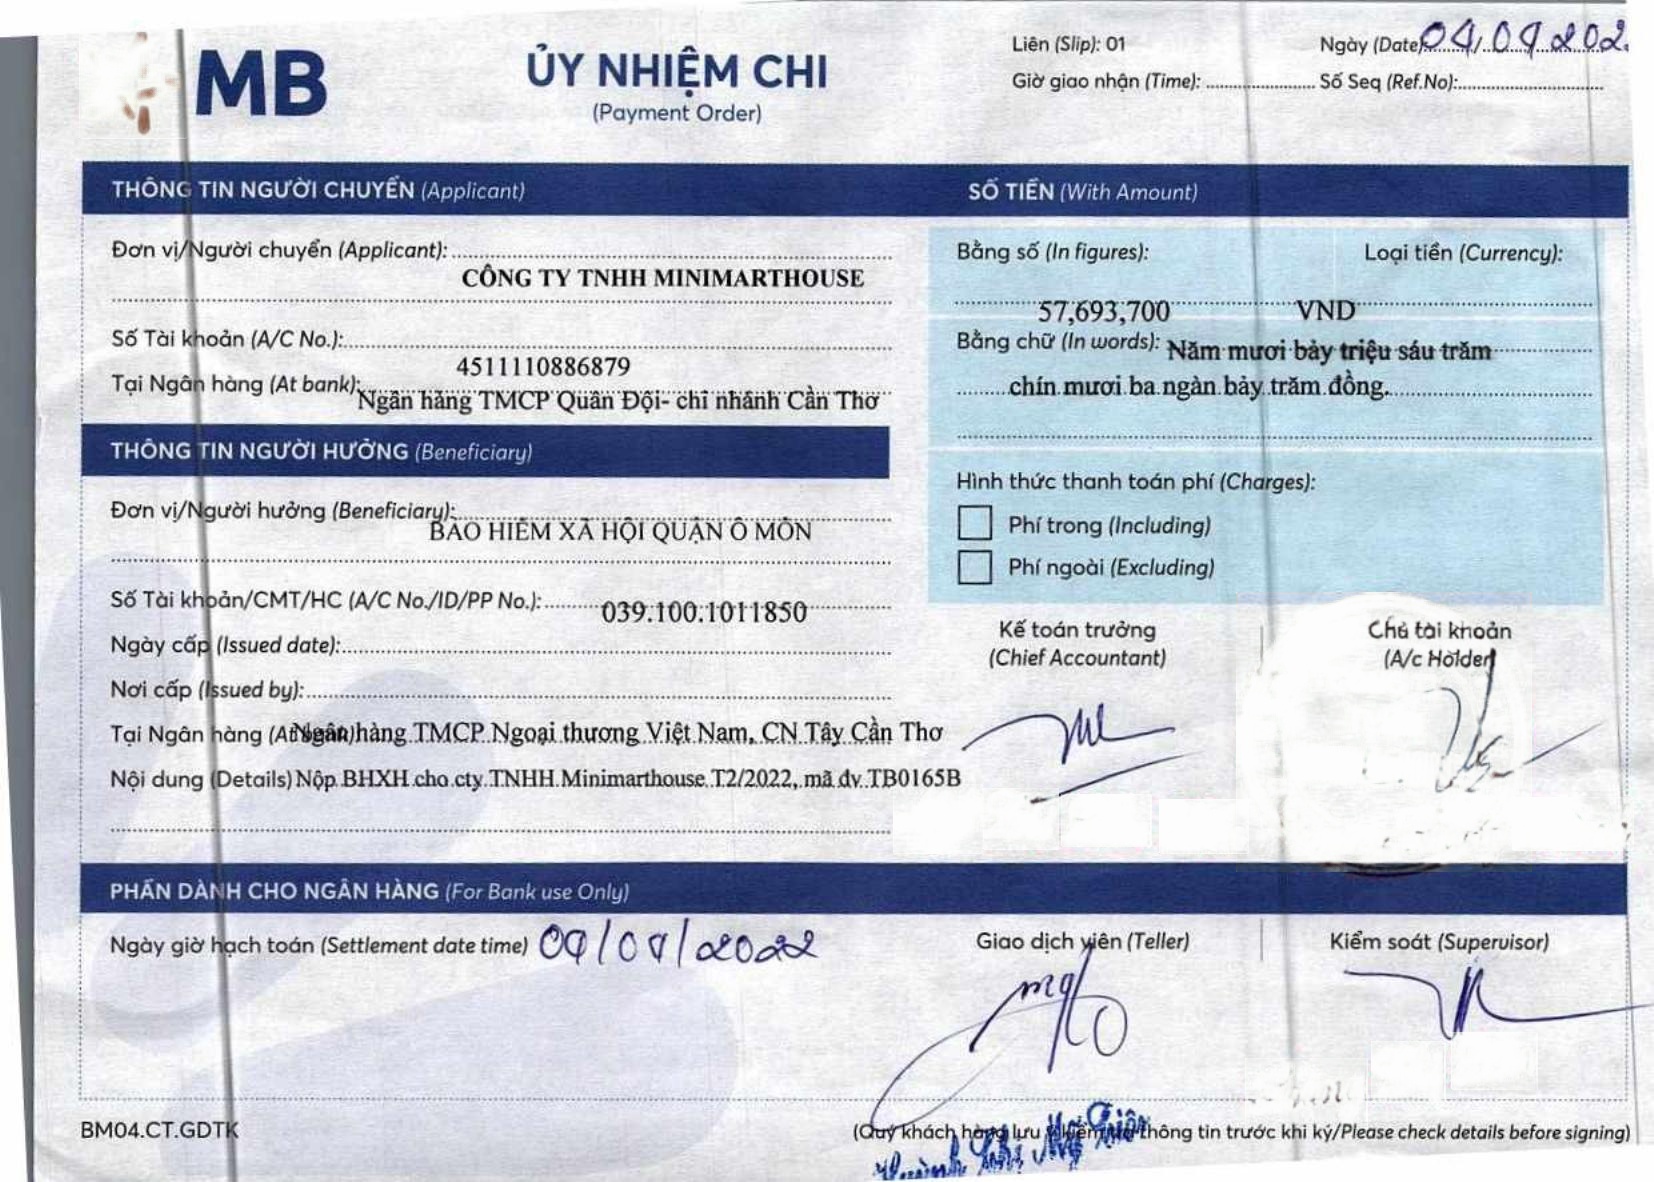 MB
ỦY NHIỆM CHI
(Payment Order)
Liên (Slip): 01
Ngày (Date): 04/04/202
Giờ giao nhận (Time):
Số Seq (Ref.No):
THÔNG TIN NGƯỜI CHUYỂN (Applicant)
Đơn vị/Người chuyển (Applicant):
CÔNG TY TNHH MINIMARTHOUSE
Số Tài khoản (A/C No.):
4511110886879
Tại Ngân hàng (At bank):
Ngân hàng TMCP Quân Đội- chi nhánh Cần Thơ
SỐ TIỀN (With Amount)
Bằng số (In figures):
Loại tiền (Currency):
57,693,700 VND
Bằng chữ (In words): Năm mươi bảy triệu sáu trăm
chín mươi ba ngàn bảy trăm đồng.
THÔNG TIN NGƯỜI HƯỞNG (Beneficiary)
Đơn vị/Người hưởng (Beneficiary):
BẢO HIỂM XÃ HỘI QUẬN Ô MÔN
Số Tài khoản/CMT/HC (A/C No./ID/PP No.):
039.100.1011850
Ngày cấp (Issued date):
Nơi cấp (Issued by):
Tại Ngân hàng (At bank): Ngân hàng TMCP Ngoại thương Việt Nam, CN Tây Cần Thơ
Nội dung (Details) Nộp BHXH cho cty TNHH Minimarthouse T2/2022, mã đv TB0165B
Hình thức thanh toán phí (Charges):
Phí trong (Including)
Phí ngoài (Excluding)
Kế toán trưởng
(Chief Accountant)
Chủ tài khoản
(A/c Holder)
PHẦN DÀNH CHO NGÂN HÀNG (For Bank use Only)
Ngày giờ hạch toán (Settlement date time) 04/04/2022
Giao dịch viên (Teller)
Kiểm soát (Supervisor)
BM04.CT.GDTK
(Quý khách hàng lưu ý kiểm tra thông tin trước khi ký/Please check details before signing)
Huỳnh Thị Mỹ